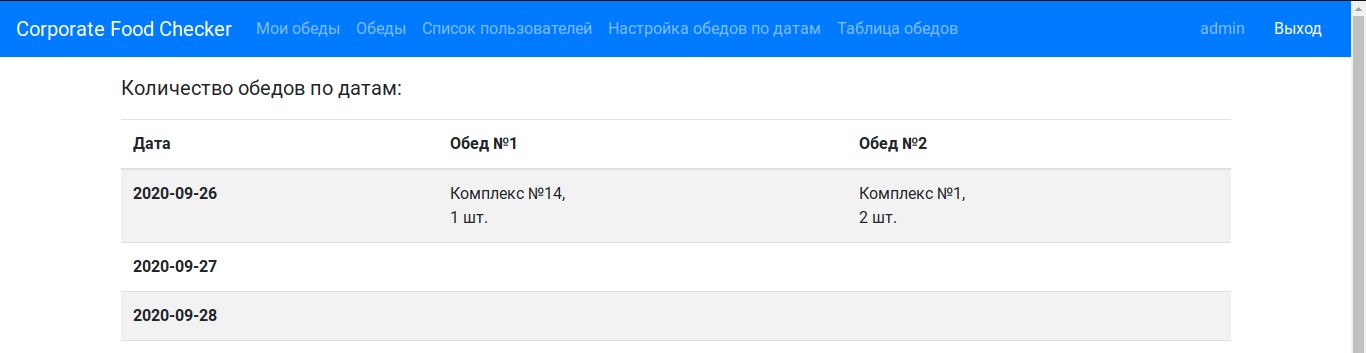 Corporate Food Checker Мои обеды Обеды Список пользователей Настройка обедов по датам Таблица обедов admin Выход
Количество обедов по датам:
Дата Обед №1 Обед №2
2020-09-26 Комплекс №14, Комплекс №1,
1 шт. 2 шт.
2020-09-27
2020-09-28